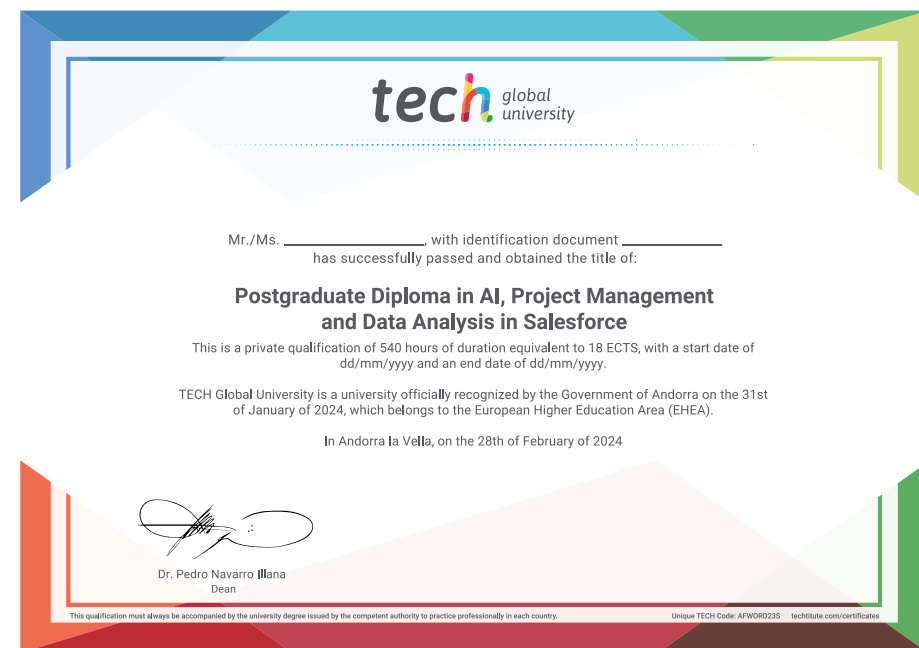 tech global university
Mr./Ms. ____________________, with identification document ______________
has successfully passed and obtained the title of:
Postgraduate Diploma in AI, Project Management
and Data Analysis in Salesforce
This is a private qualification of 540 hours of duration equivalent to 18 ECTS, with a start date of
dd/mm/yyyy and an end date of dd/mm/yyyy.
TECH Global University is a university officially recognized by the Government of Andorra on the 31st
of January of 2024, which belongs to the European Higher Education Area (EHEA).
In Andorra la Vella, on the 28th of February of 2024
Dr. Pedro Navarro Illana
Dean
This qualification must always be accompanied by the university degree issued by the competent authority to practice professionally in each country.
Unique TECH Code: AFWORD23S techtitute.com/certificates